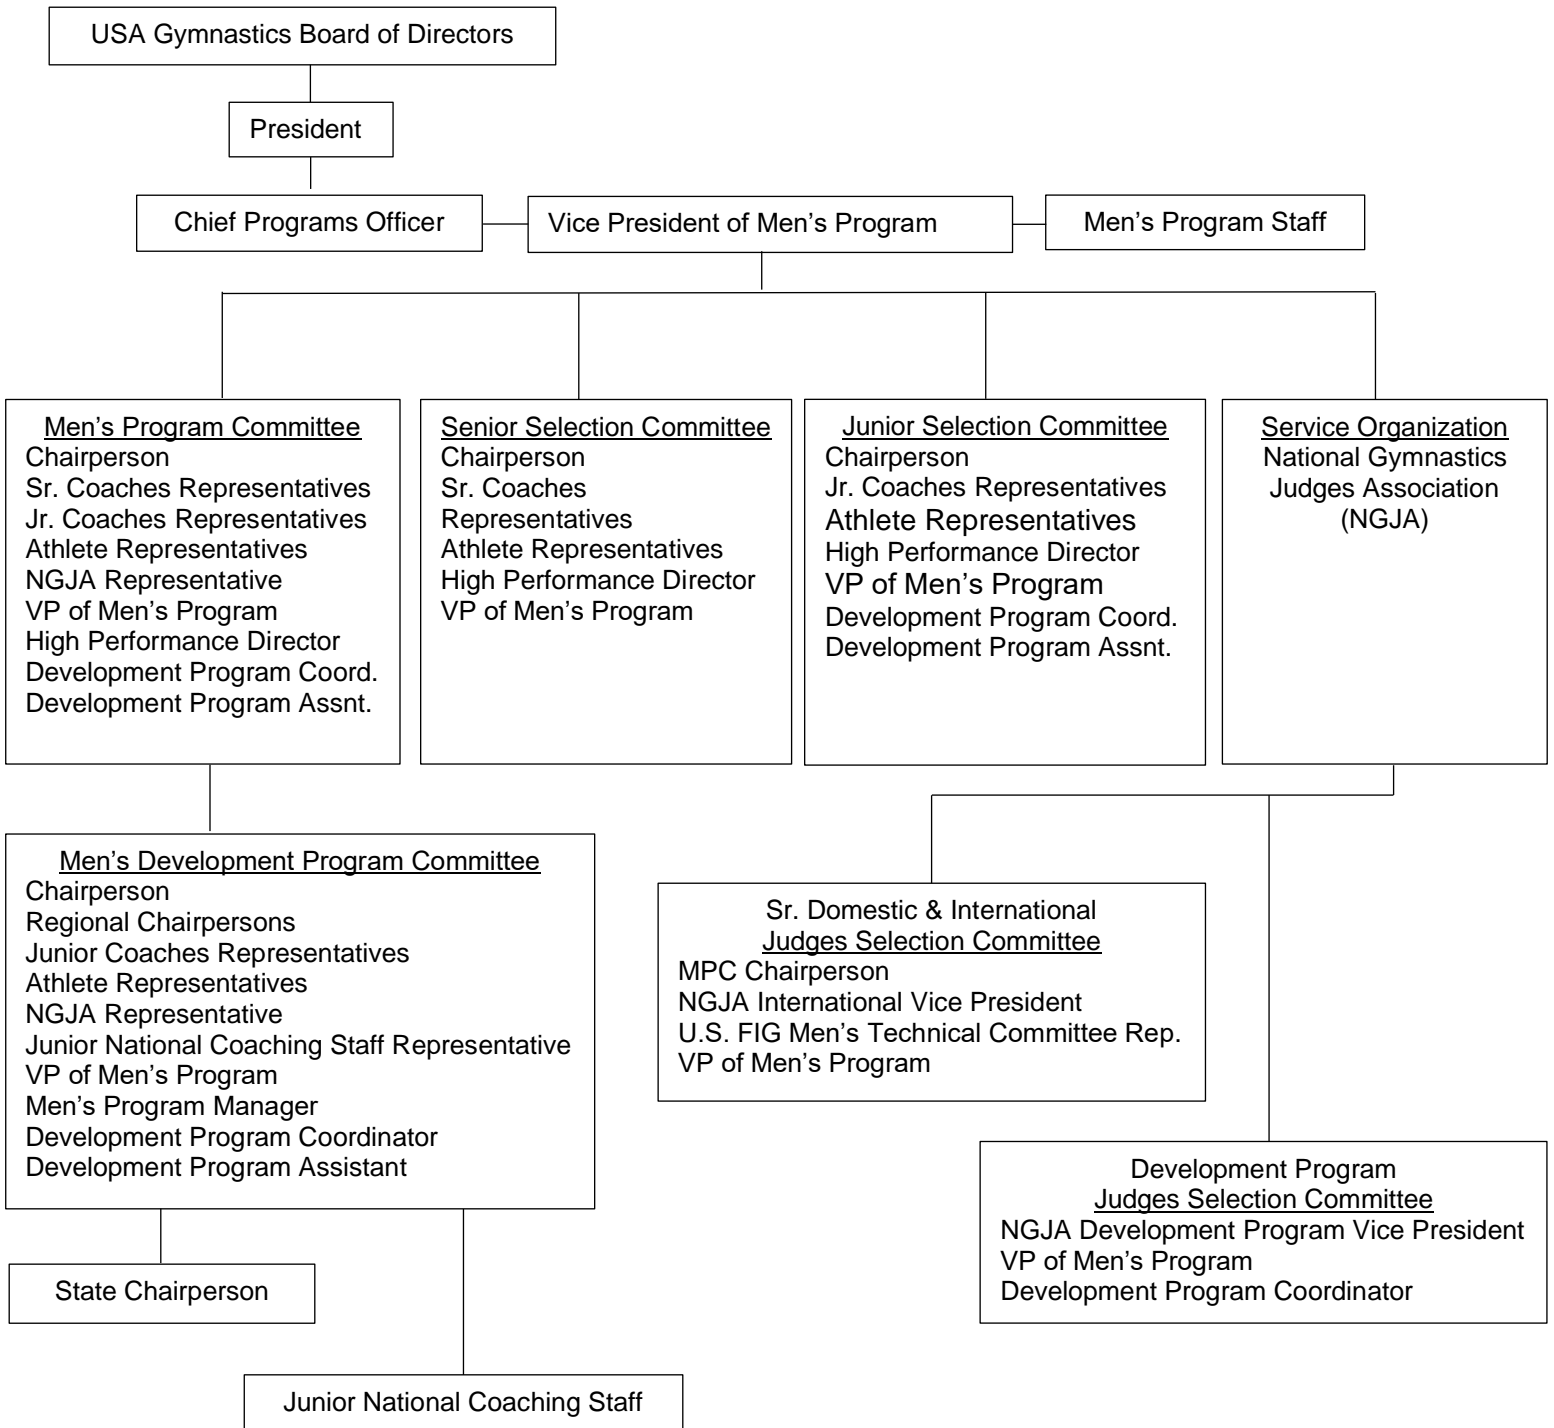 USA Gymnastics Board of Directors
President
Chief Programs Officer
Vice President of Men’s Program
Men’s Program Staff
Men’s Program Committee
Chairperson
Sr. Coaches Representatives
Jr. Coaches Representatives
Athlete Representatives
NGJA Representative
VP of Men’s Program
High Performance Director
Development Program Coord.
Development Program Assnt.
Senior Selection Committee
Chairperson
Sr. Coaches
Representatives
Athlete Representatives
High Performance Director
VP of Men’s Program
Junior Selection Committee
Chairperson
Jr. Coaches Representatives
Athlete Representatives
High Performance Director
VP of Men’s Program
Development Program Coord.
Development Program Assnt.
Service Organization
National Gymnastics
Judges Association
(NGJA)
Men’s Development Program Committee
Chairperson
Regional Chairpersons
Junior Coaches Representatives
Athlete Representatives
NGJA Representative
Junior National Coaching Staff Representative
VP of Men’s Program
Men’s Program Manager
Development Program Coordinator
Development Program Assistant
Sr. Domestic & International
Judges Selection Committee
MPC Chairperson
NGJA International Vice President
U.S. FIG Men’s Technical Committee Rep.
VP of Men’s Program
Development Program
Judges Selection Committee
NGJA Development Program Vice President
VP of Men’s Program
Development Program Coordinator
State Chairperson
Junior National Coaching Staff